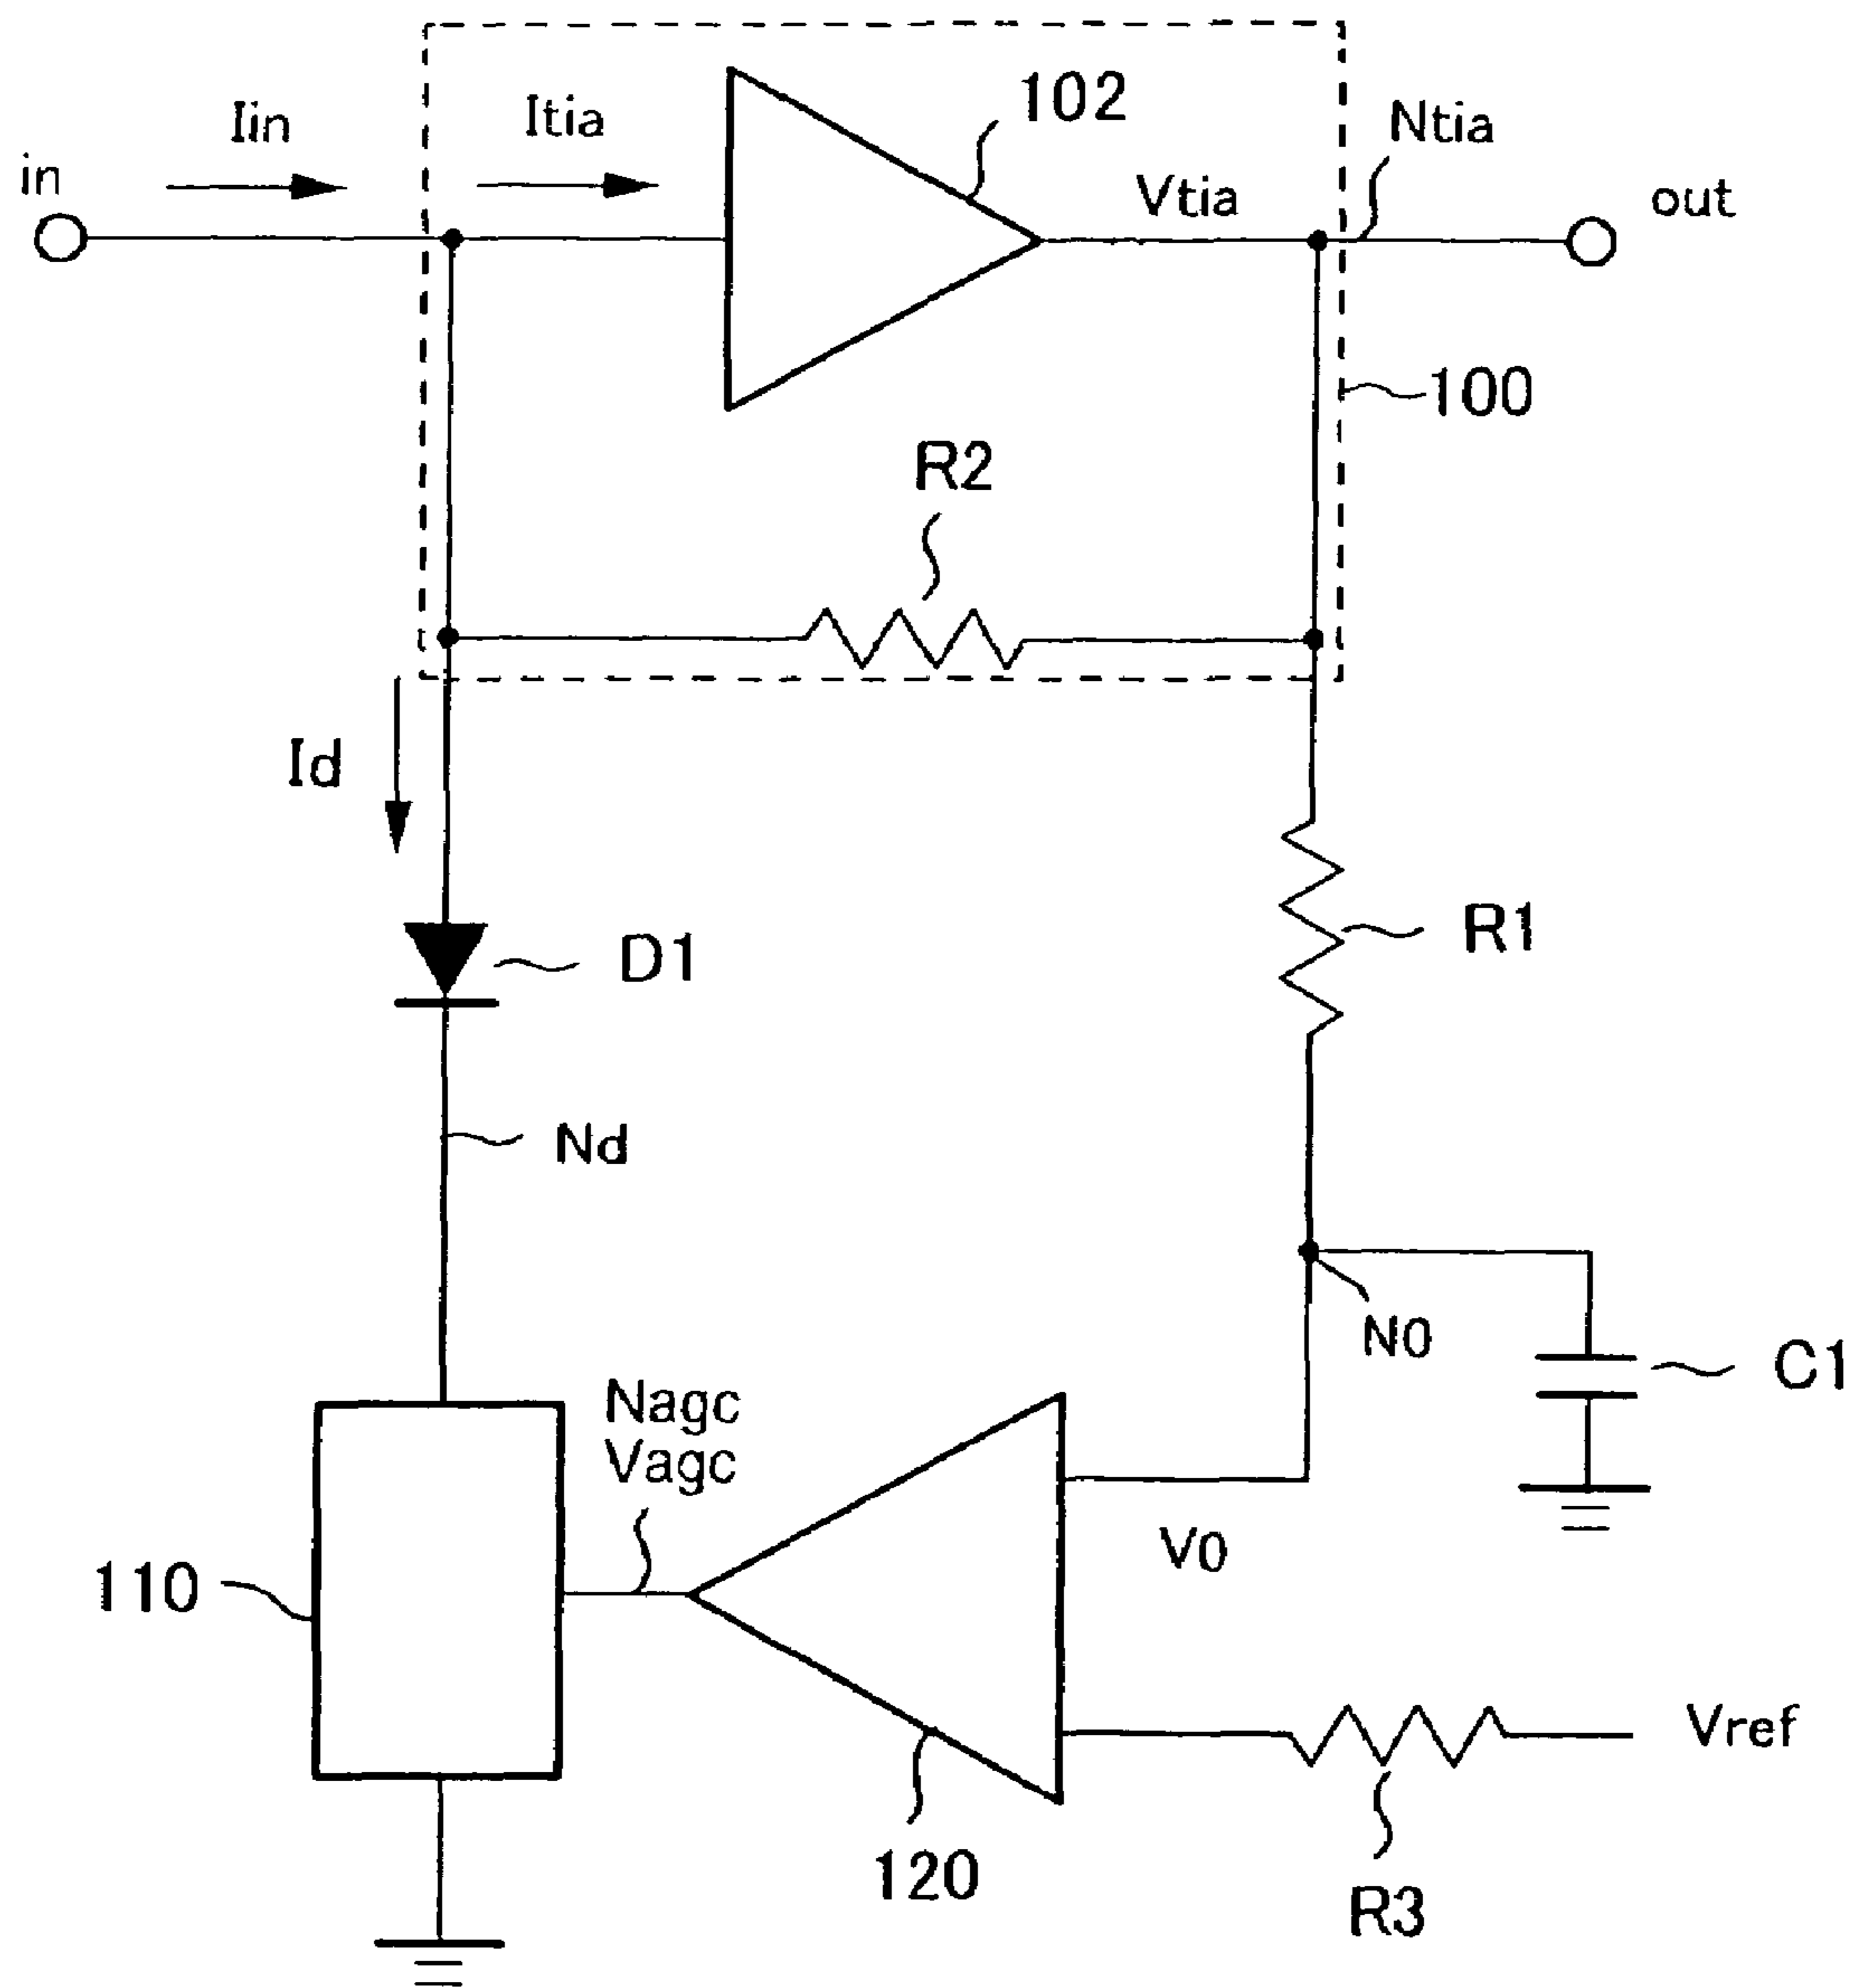 102
Iin
Itia
Ntia
in
Vtia
out
100
R2
Id
R1
D1
Nd
N0
C1
Nagc
Vagc
V0
110
Vref
120
R3